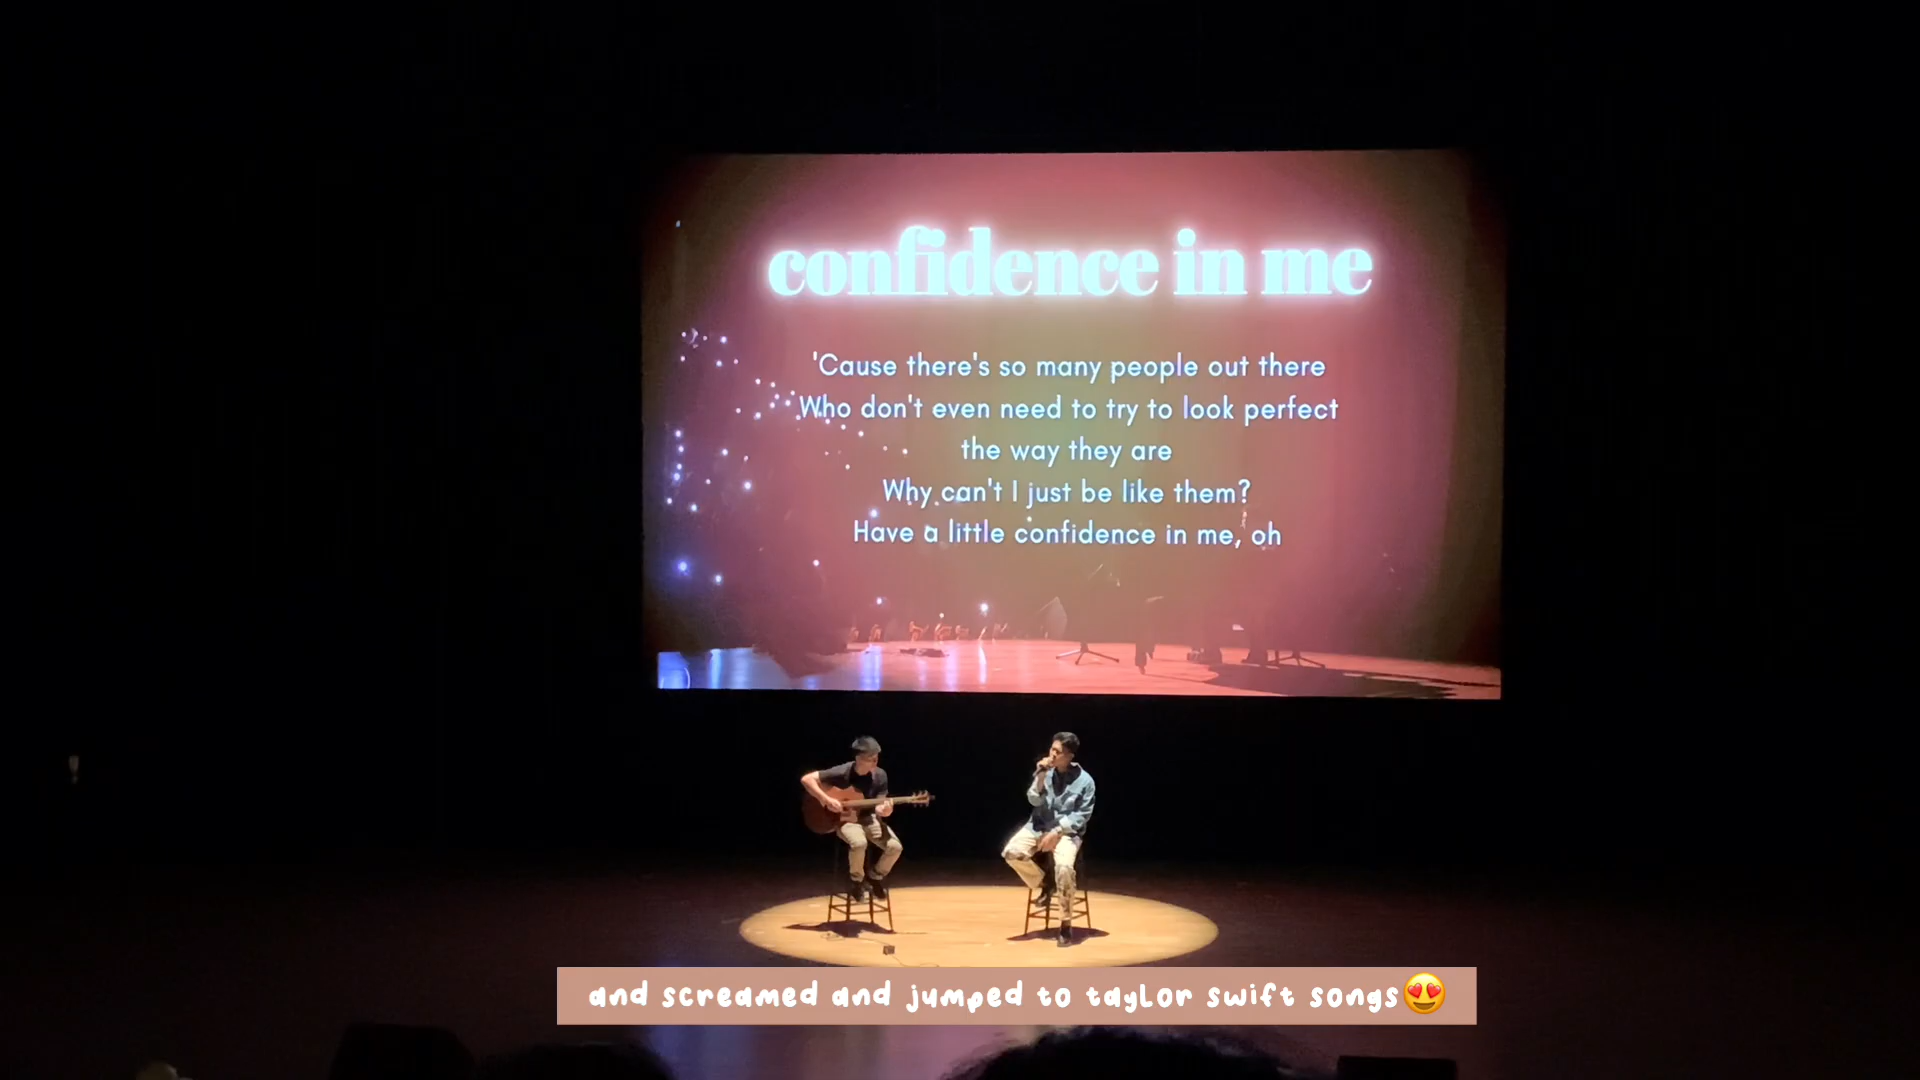 confidence in me
'Cause there's so many people out there
Who don't even need to try to look perfect
the way they are
Why can't I just be like them?
Have a little confidence in me, oh
and screamed and jumped to taylor swift songs😍